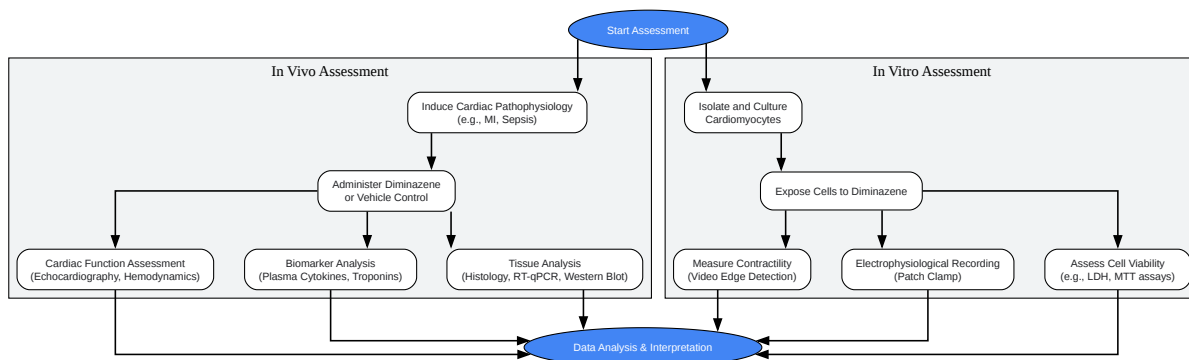 Start Assessment
In Vivo Assessment
In Vitro Assessment
Induce Cardiac Pathophysiology
(e.g., MI, Sepsis)
Isolate and Culture
Cardiomyocytes
Administer Diminazene
or Vehicle Control
Expose Cells to Diminazene
Cardiac Function Assessment
(Echocardiography, Hemodynamics)
Biomarker Analysis
(Plasma Cytokines, Troponins)
Tissue Analysis
(Histology, RT-qPCR, Western Blot)
Measure Contractility
(Video Edge Detection)
Electrophysiological Recording
(Patch Clamp)
Assess Cell Viability
(e.g., LDH, MTT assays)
Data Analysis & Interpretation